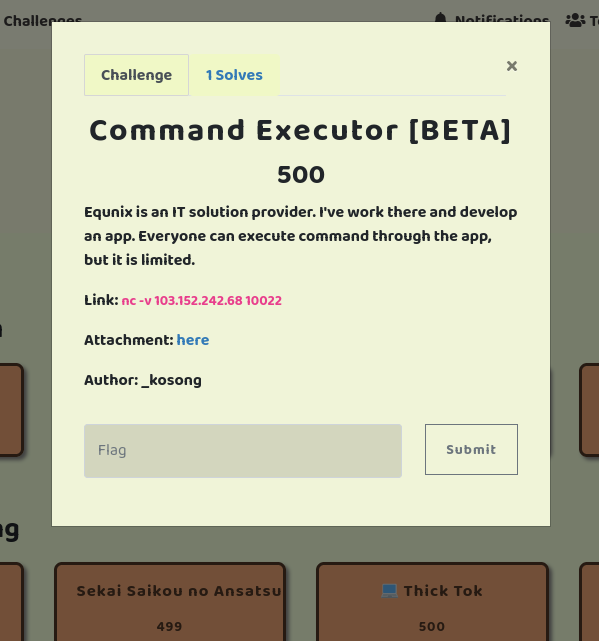 Challenges
Notifications
Challenge
1 Solves
×
Command Executor [BETA]
500
Equnix is an IT solution provider. I've work there and develop
an app. Everyone can execute command through the app,
but it is limited.
Link: nc -v 103.152.242.68 10022
Attachment: here
Author: _kosong
Flag
Submit
Sekai Saikou no Ansatsu
Thick Tok
499
500